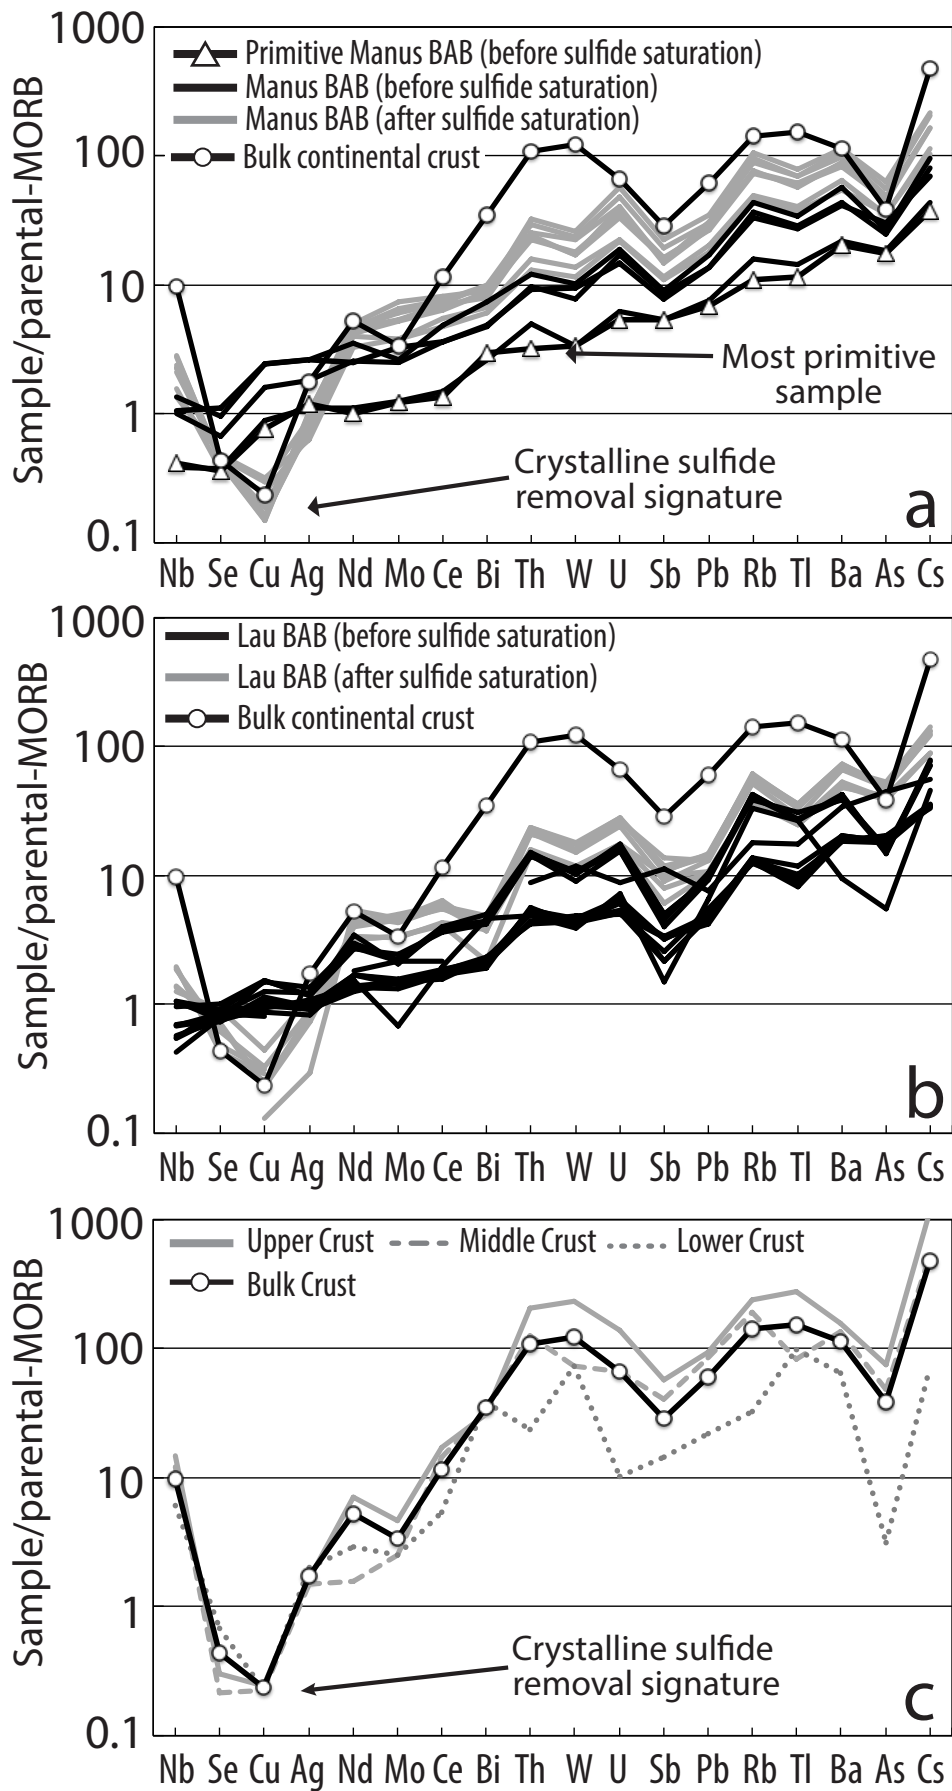 1000
100
10
1
0.1
Sample/parental-MORB
Primitive Manus BAB (before sulfide saturation)
Manus BAB (before sulfide saturation)
Manus BAB (after sulfide saturation)
Bulk continental crust
Most primitive
sample
Crystalline sulfide
removal signature
a
Nb Se Cu Ag Nd Mo Ce Bi Th W U Sb Pb Rb Tl Ba As Cs
1000
100
10
1
0.1
Sample/parental-MORB
Lau BAB (before sulfide saturation)
Lau BAB (after sulfide saturation)
Bulk continental crust
b
Nb Se Cu Ag Nd Mo Ce Bi Th W U Sb Pb Rb Tl Ba As Cs
1000
100
10
1
0.1
Sample/parental-MORB
Upper Crust Middle Crust Lower Crust
Bulk Crust
Crystalline sulfide
removal signature
c
Nb Se Cu Ag Nd Mo Ce Bi Th W U Sb Pb Rb Tl Ba As Cs